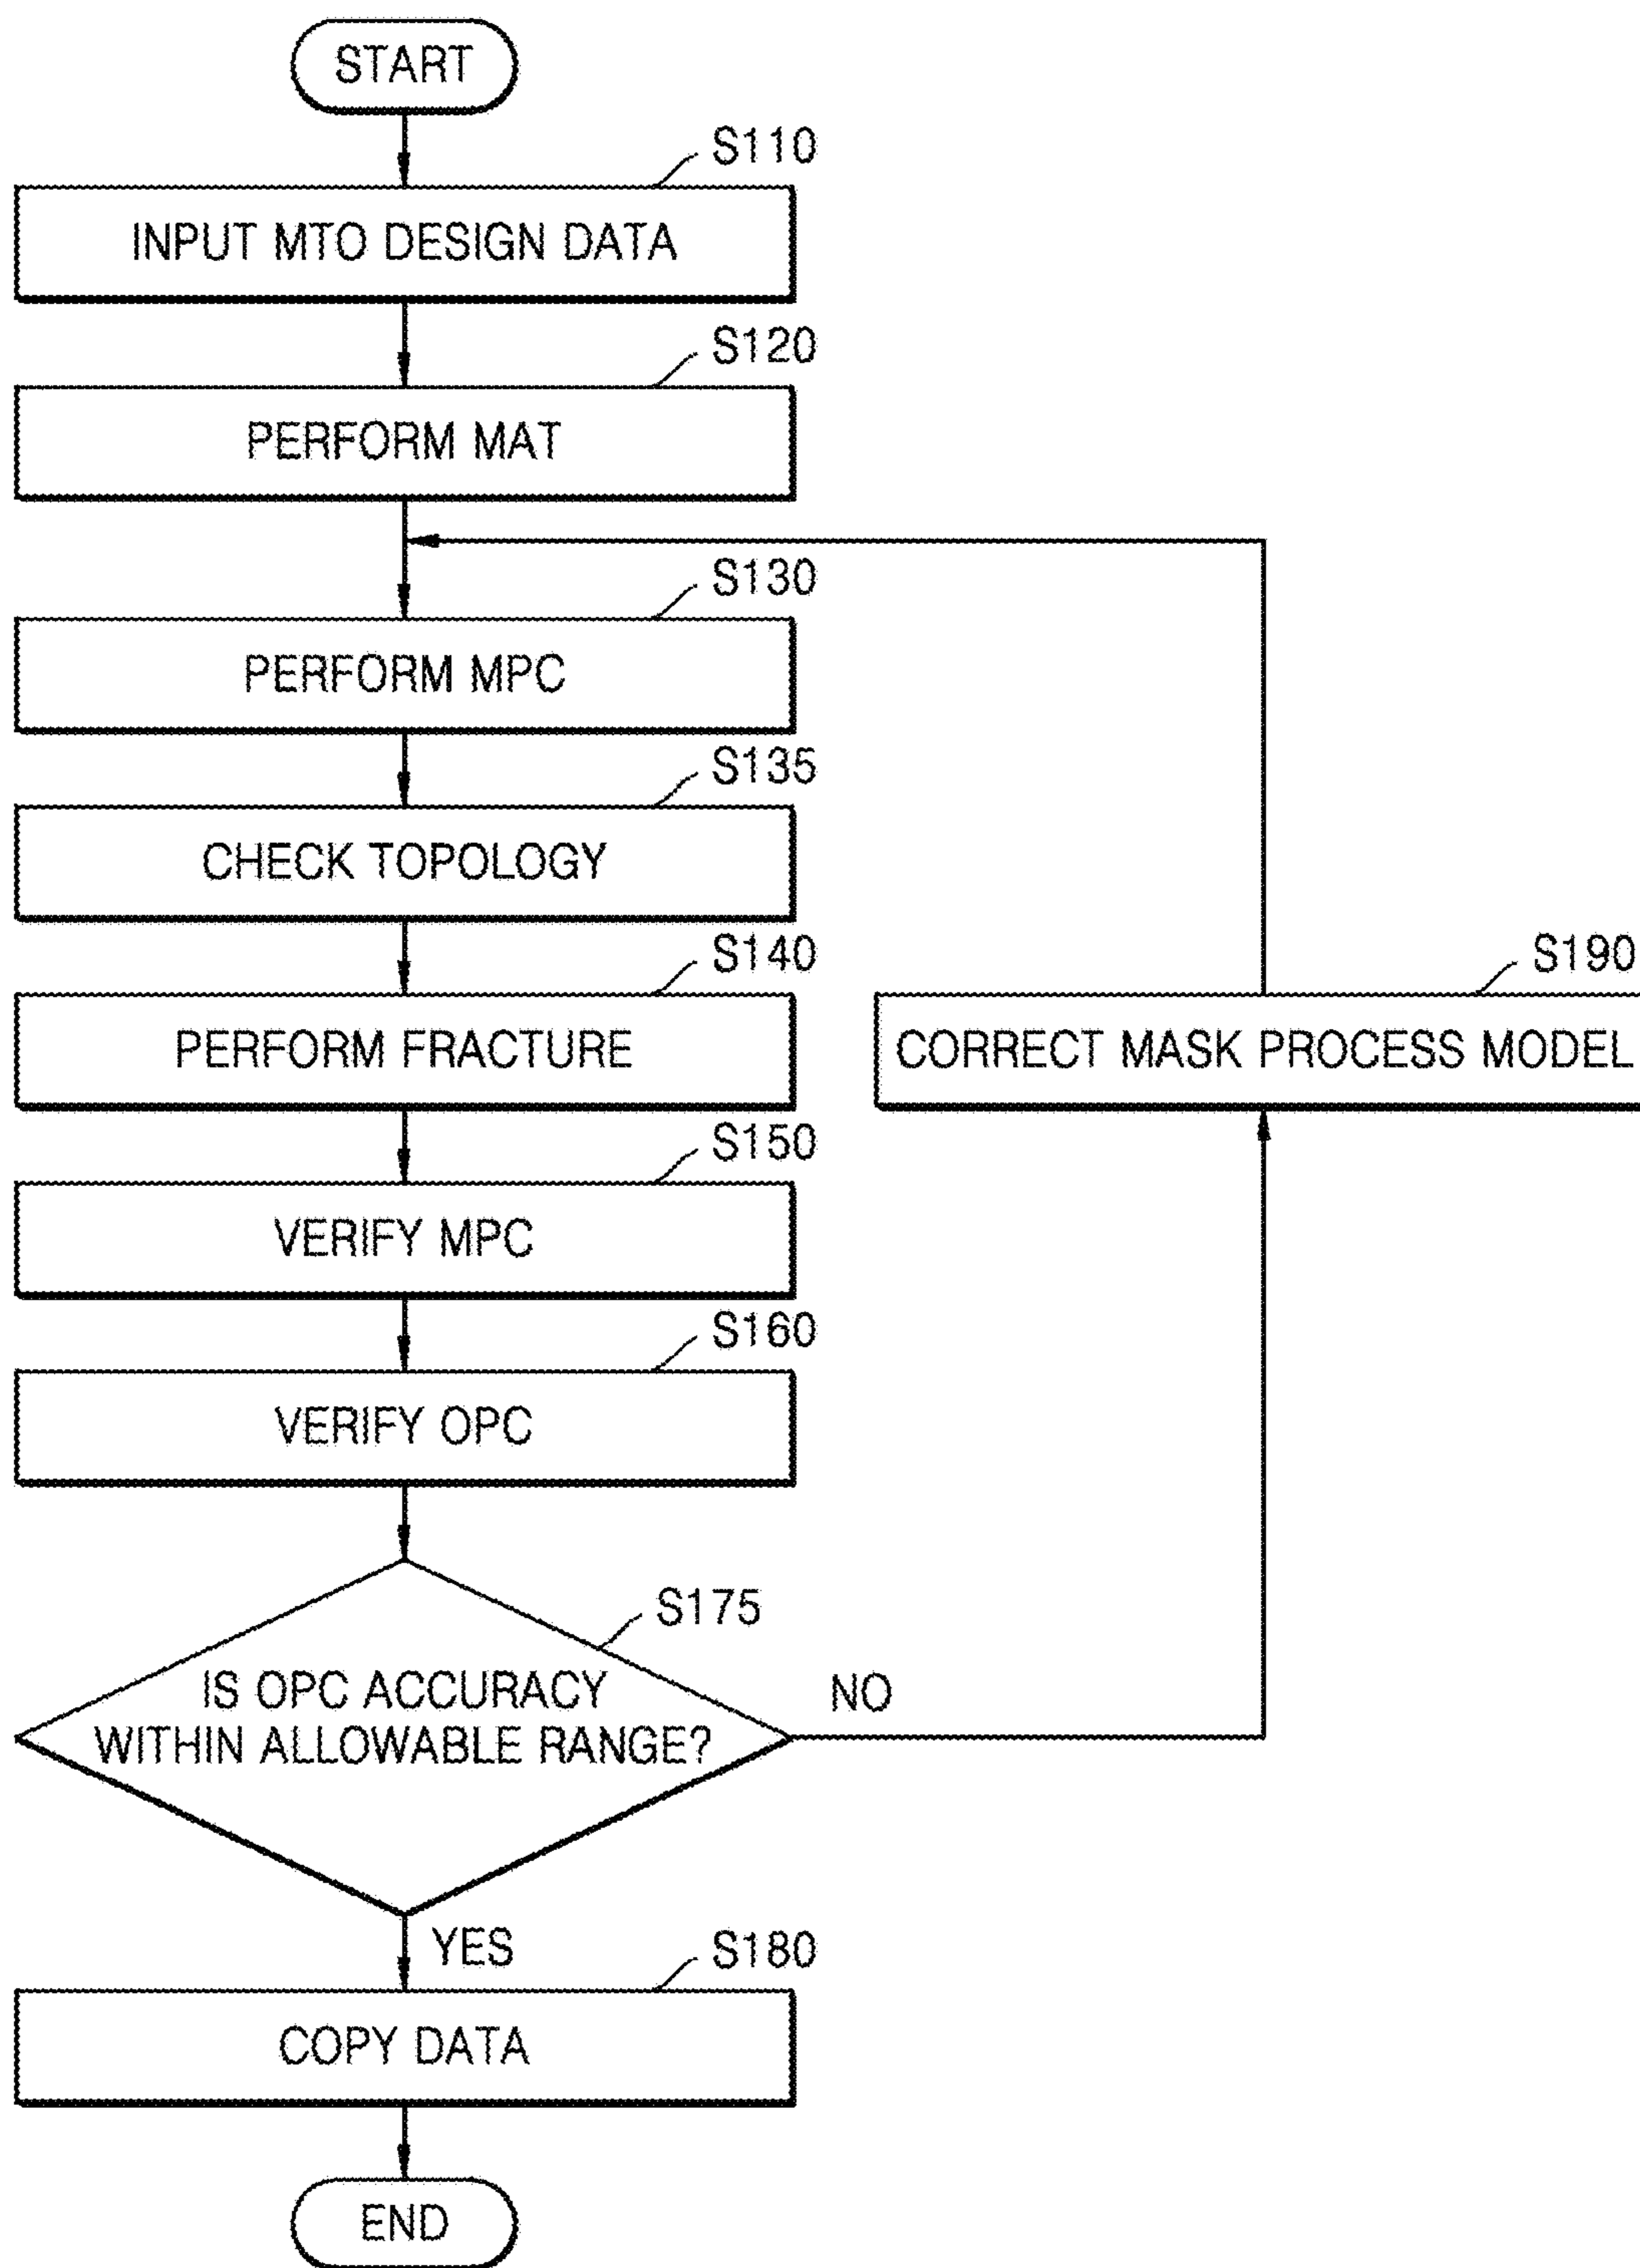 START
S110
INPUT MTO DESIGN DATA
S120
PERFORM MAT
S130
PERFORM MPC
S135
CHECK TOPOLOGY
S140
PERFORM FRACTURE
S190
CORRECT MASK PROCESS MODEL
S150
VERIFY MPC
S160
VERIFY OPC
S175
IS OPC ACCURACY
WITHIN ALLOWABLE RANGE?
NO
YES
S180
COPY DATA
END